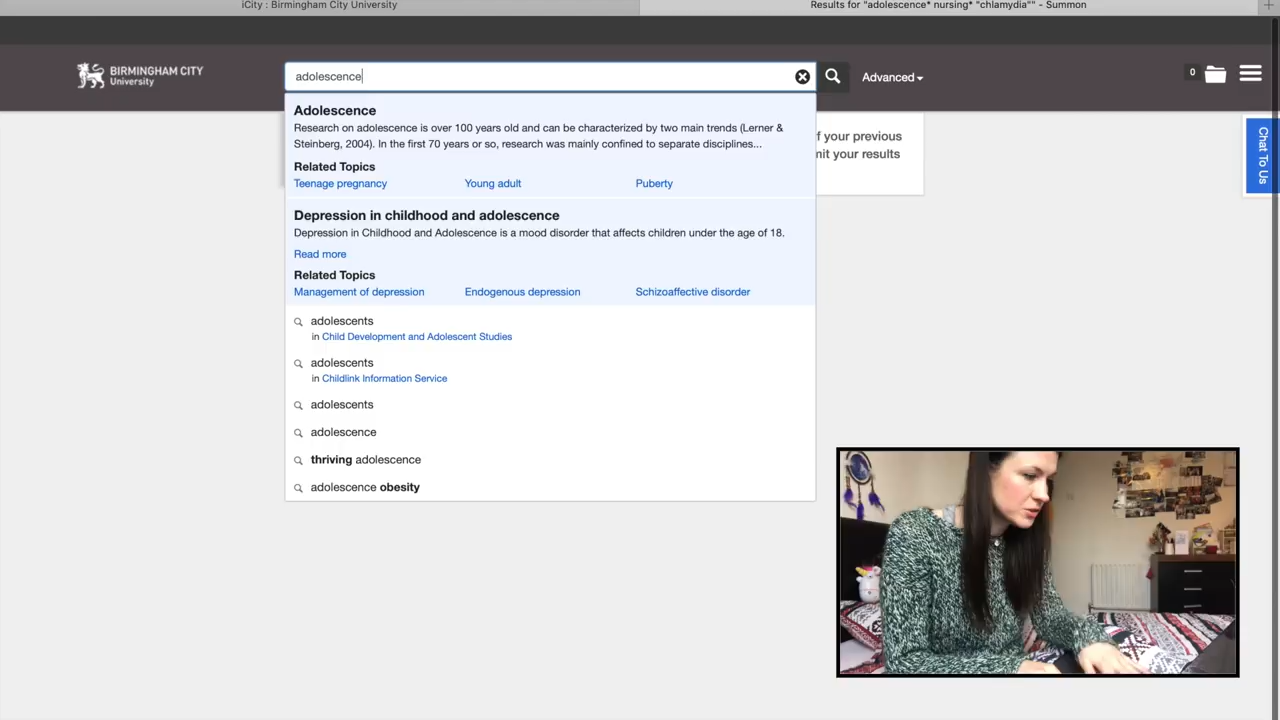 iCity : Birmingham City University
Results for "adolescence* nursing* "chlamydia"" - Summon
BIRMINGHAM CITY
University
adolescence
Advanced
0
Adolescence
Research on adolescence is over 100 years old and can be characterized by two main trends (Lerner &
Steinberg, 2004). In the first 70 years or so, research was mainly confined to separate disciplines...
Related Topics
Teenage pregnancy Young adult Puberty
f your previous
mit your results
Chat To Us
Depression in childhood and adolescence
Depression in Childhood and Adolescence is a mood disorder that affects children under the age of 18.
Read more
Related Topics
Management of depression Endogenous depression Schizoaffective disorder
adolescents
in Child Development and Adolescent Studies
adolescents
in Childlink Information Service
adolescents
adolescence
thriving adolescence
adolescence obesity